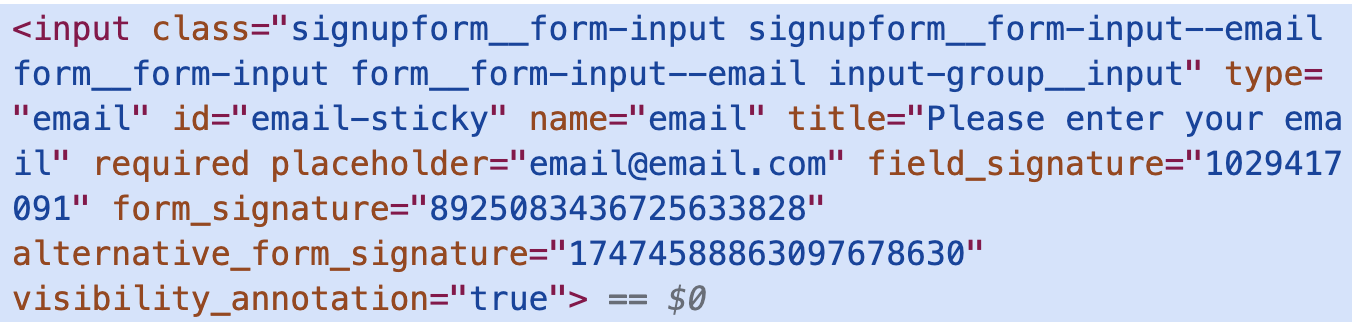 <input class="signupform__form-input signupform__form-input--email
form__form-input form__form-input--email input-group__input" type=
"email" id="email-sticky" name="email" title="Please enter your ema
il" required placeholder="email@email.com" field_signature="1029417
091" form_signature="8925083436725633828"
alternative_form_signature="17474588863097678630"
visibility_annotation="true"> == $0